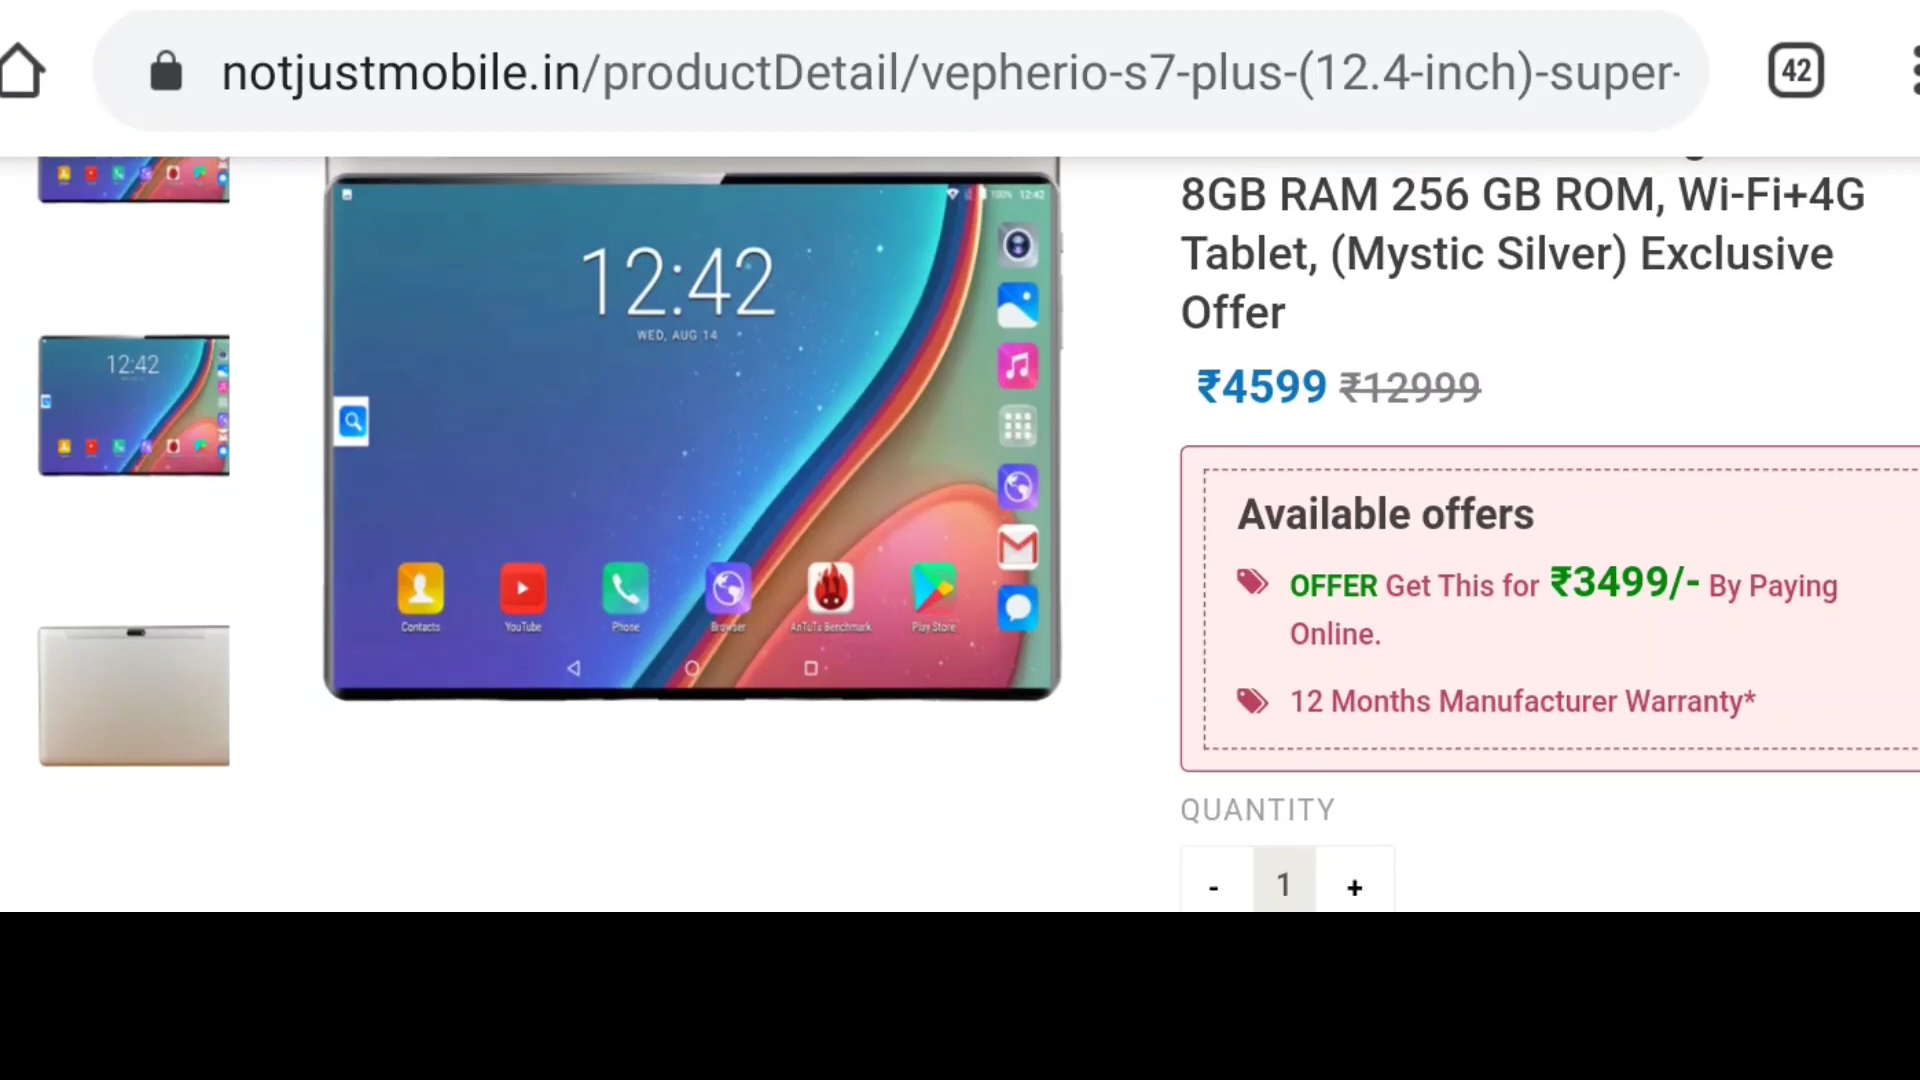 notjustmobile.in/productDetail/vepherio-s7-plus-(12.4-inch)-super-
42
100% 12:42
12:42
WED, AUG 14
Contacts YouTube Phone Browser AnTuTu Benchmark Play Store
12:42
8GB RAM 256 GB ROM, Wi-Fi+4G
Tablet, (Mystic Silver) Exclusive
Offer
₹4599 ₹12999
Available offers
OFFER Get This for ₹3499/- By Paying
Online.
12 Months Manufacturer Warranty*
QUANTITY
- 1 +